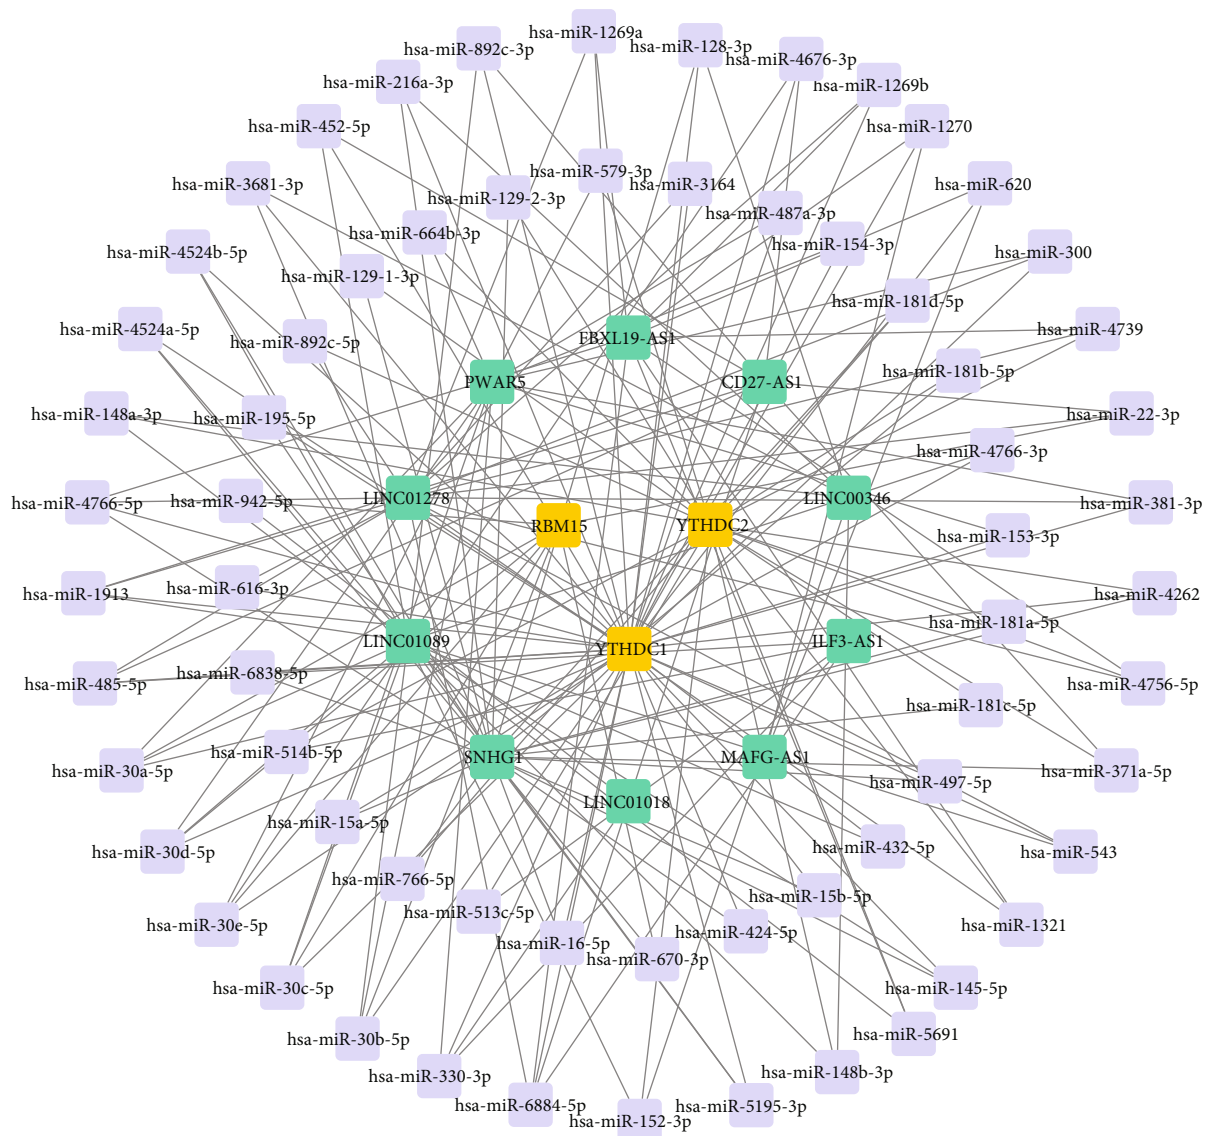 hsa-miR-1269a
hsa-miR-892c-3p
hsa-miR-128-3p
hsa-miR-4676-3p
hsa-miR-216a-3p
hsa-miR-1269b
hsa-miR-452-5p
hsa-miR-1270
hsa-miR-579-3p
hsa-miR-3681-3p
hsa-miR-3164
hsa-miR-620
hsa-miR-129-2-3p
hsa-miR-487a-3p
hsa-miR-664b-3p
hsa-miR-154-3p
hsa-miR-4524b-5p
hsa-miR-300
hsa-miR-129-1-3p
hsa-miR-181d-5p
hsa-miR-4524a-5p
hsa-miR-4739
FBXL19-AS1
hsa-miR-892c-5p
hsa-miR-181b-5p
PWAR5
CD27-AS1
hsa-miR-148a-3p
hsa-miR-22-3p
hsa-miR-195-5p
hsa-miR-4766-3p
LINC01278
LINC00346
hsa-miR-4766-5p
hsa-miR-942-5p
hsa-miR-381-3p
RBM15
YTHDC2
hsa-miR-153-3p
hsa-miR-616-3p
hsa-miR-1913
hsa-miR-4262
hsa-miR-181a-5p
LINC01089
ILF3-AS1
YTHDC1
hsa-miR-6838-5p
hsa-miR-485-5p
hsa-miR-4756-5p
hsa-miR-181c-5p
hsa-miR-514b-5p
SNHG1
MAFG-AS1
hsa-miR-30a-5p
hsa-miR-371a-5p
hsa-miR-497-5p
LINC01018
hsa-miR-15a-5p
hsa-miR-432-5p
hsa-miR-30d-5p
hsa-miR-543
hsa-miR-766-5p
hsa-miR-15b-5p
hsa-miR-513c-5p
hsa-miR-30e-5p
hsa-miR-424-5p
hsa-miR-1321
hsa-miR-16-5p
hsa-miR-670-3p
hsa-miR-30c-5p
hsa-miR-145-5p
hsa-miR-5691
hsa-miR-30b-5p
hsa-miR-148b-3p
hsa-miR-330-3p
hsa-miR-6884-5p
hsa-miR-5195-3p
hsa-miR-152-3p